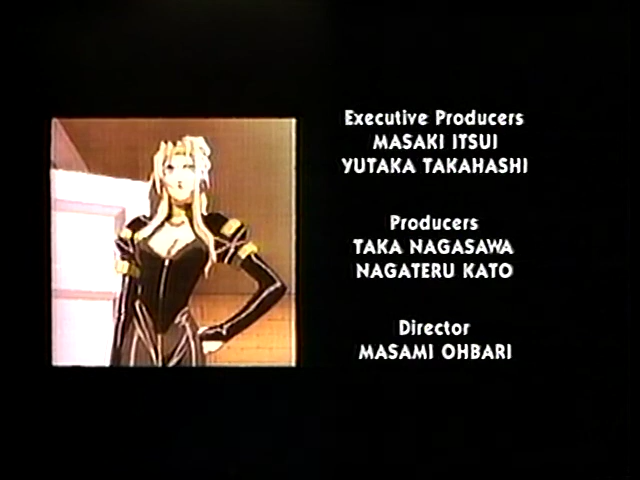 Executive Producers
MASAKI ITSUI
YUTAKA TAKAHASHI
Producers
TAKA NAGASAWA
NAGATERU KATO
Director
MASAMI OHBARI